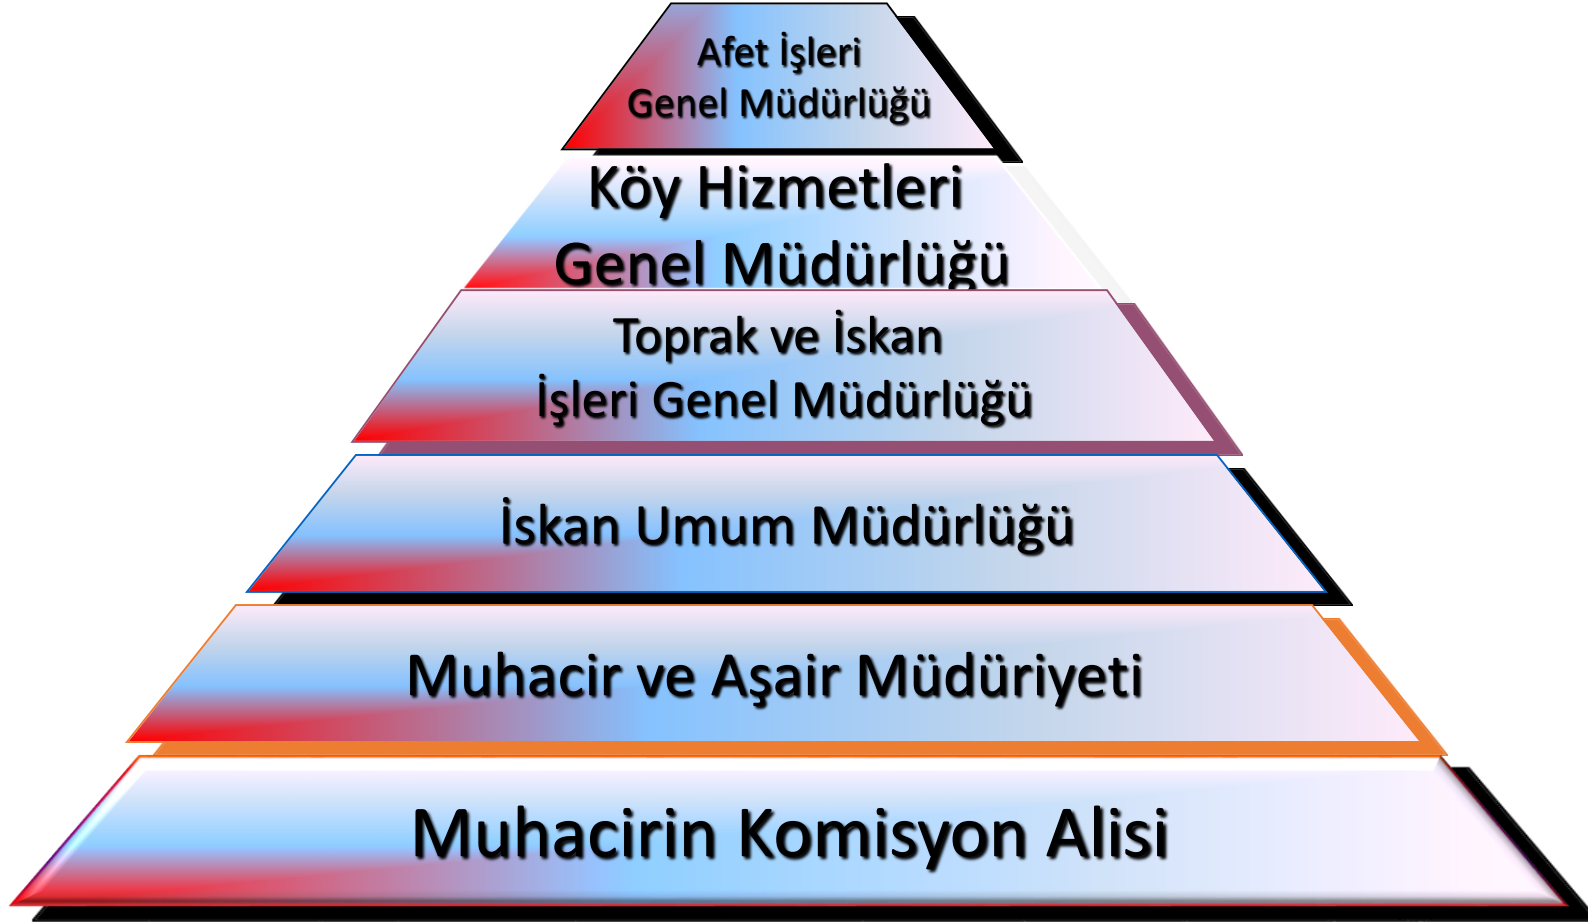 Afet İşleri
Genel Müdürlüğü
Köy Hizmetleri
Genel Müdürlüğü
Toprak ve İskan
İşleri Genel Müdürlüğü
İskan Umum Müdürlüğü
Muhacir ve Aşair Müdüriyeti
Muhacirin Komisyon Alisi